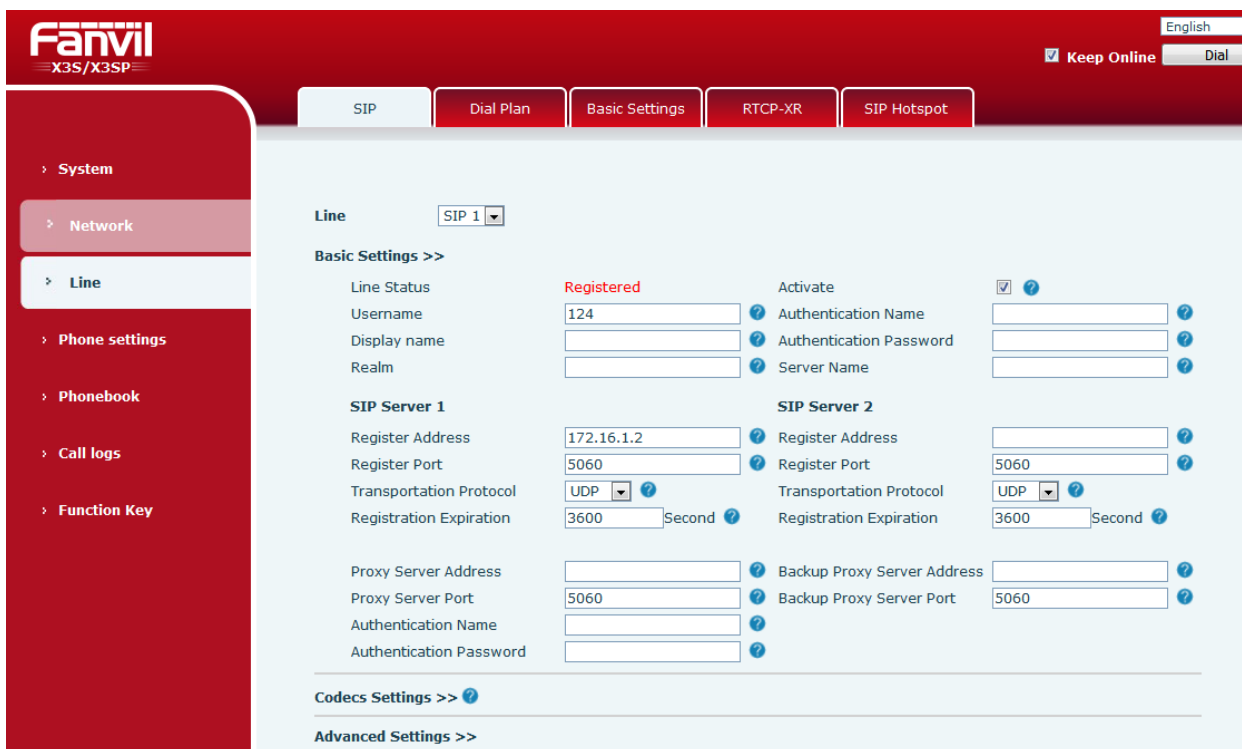 Fanvil
X3S/X3SP
English
Keep Online Dial
SIP Dial Plan Basic Settings RTCP-XR SIP Hotspot
› System
› Network
› Line
› Phone settings
› Phonebook
› Call logs
› Function Key
Line SIP 1
Basic Settings >>
Line Status Registered Activate
Username 124 Authentication Name
Display name Authentication Password
Realm Server Name
SIP Server 1 SIP Server 2
Register Address 172.16.1.2 Register Address
Register Port 5060 Register Port 5060
Transportation Protocol UDP Transportation Protocol UDP
Registration Expiration 3600 Second Registration Expiration 3600 Second
Proxy Server Address Backup Proxy Server Address
Proxy Server Port 5060 Backup Proxy Server Port 5060
Authentication Name
Authentication Password
Codecs Settings >>
Advanced Settings >>